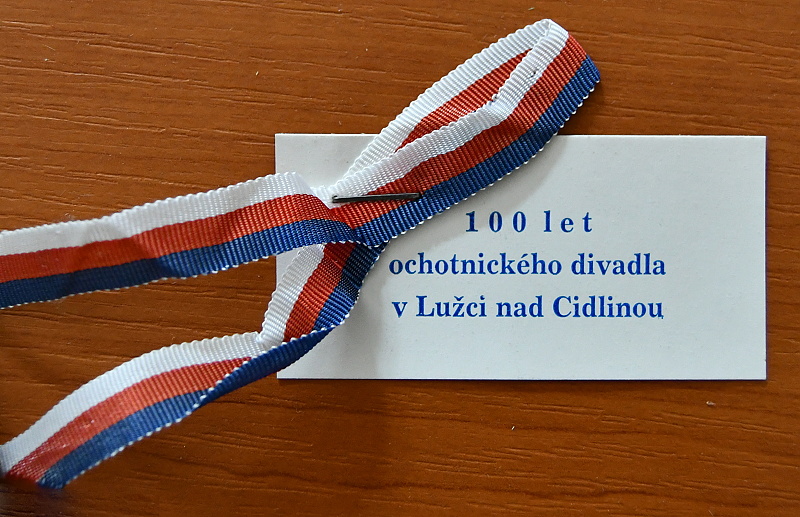 100 let
ochotnického divadla
v Lužci nad Cidlinou